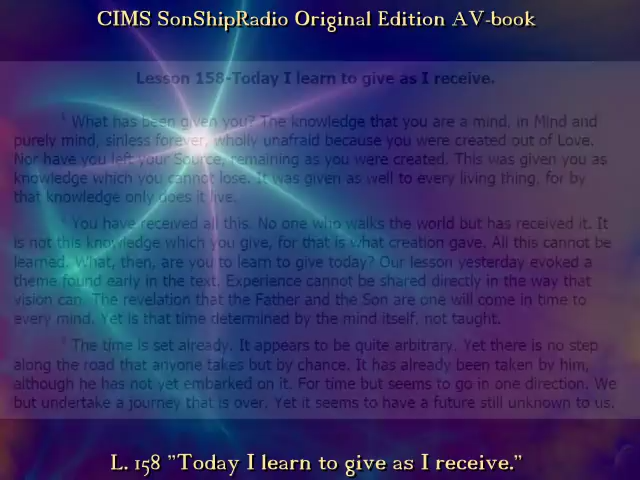 CIMS SonShipRadio Original Edition AV-book
Lesson 158-Today I learn to give as I receive.
1 What has been given you? The knowledge that you are a mind, in Mind and
purely mind, sinless forever, wholly unafraid because you were created out of Love.
Nor have you left your Source, remaining as you were created. This was given you as
knowledge which you cannot lose. It was given as well to every living thing, for by
that knowledge only does it live.
You have received all this. No one who walks the world but has received it. It
is not this knowledge which you give, for that is what creation gave. All this cannot be
learned. What, then, are you to learn to give today? Our lesson yesterday evoked a
theme found early in the text. Experience cannot be shared directly in the way that
vision can. The revelation that the Father and the Son are one will come in time to
every mind. Yet is that time determined by the mind itself, not taught.
3 The time is set already. It appears to be quite arbitrary. Yet there is no step
along the road that anyone takes but by chance. It has already been taken by him,
although he has not yet embarked on it. For time but seems to go in one direction. We
but undertake a journey that is over. Yet it seems to have a future still unknown to us.
L. 158 "Today I learn to give as I receive."